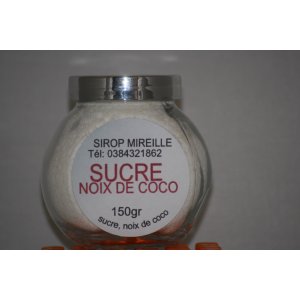 SIROP MIREILLE
Tél: 0384321862
SUCRE
NOIX DE COCO
150gr
sucre, noix de coco